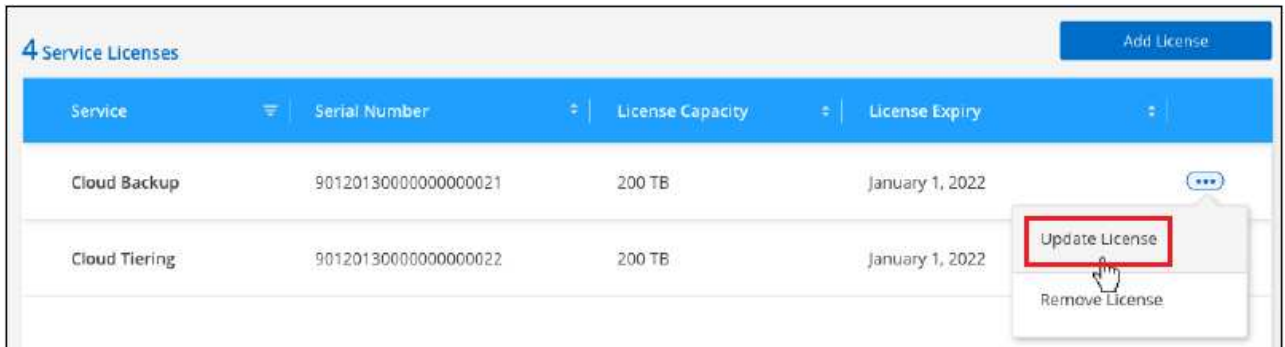 4 Service Licenses
Add License
Service Serial Number License Capacity License Expiry
Cloud Backup 90120130000000000021 200 TB January 1, 2022
Update License
Cloud Tiering 90120130000000000022 200 TB January 1, 2022
Remove License